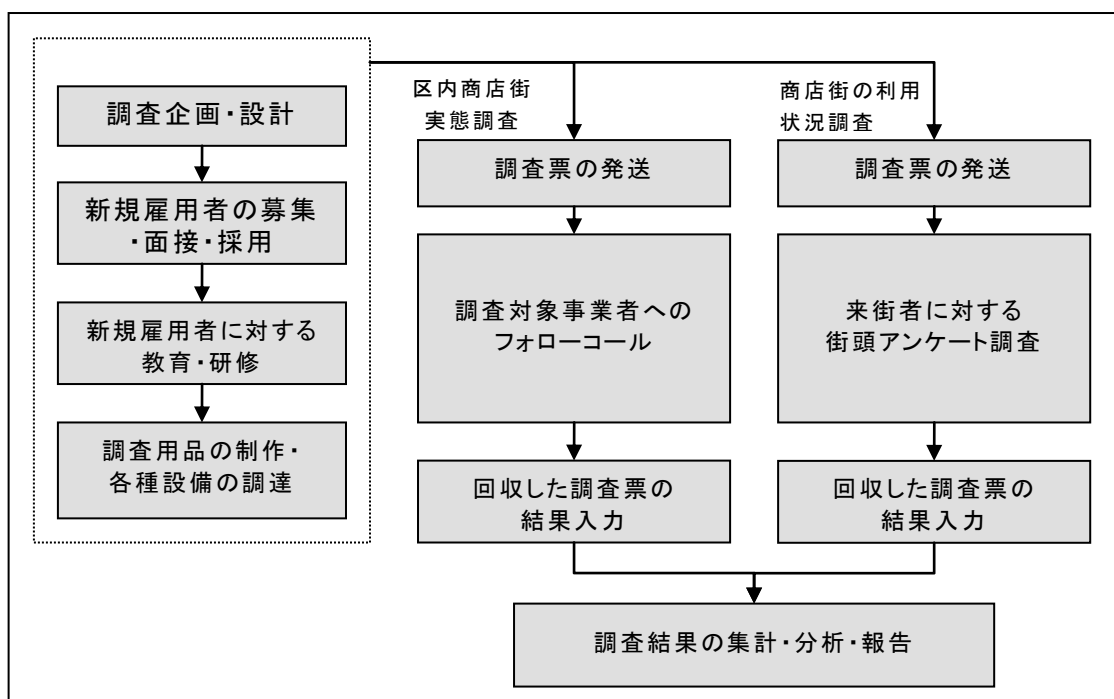 調査企画・設計
新規雇用者の募集
・面接・採用
新規雇用者に対する
教育・研修
調査用品の制作・
各種設備の調達
区内商店街
実態調査
調査票の発送
調査対象事業者への
フォローコール
回収した調査票の
結果入力
商店街の利用
状況調査
調査票の発送
来街者に対する
街頭アンケート調査
回収した調査票の
結果入力
調査結果の集計・分析・報告